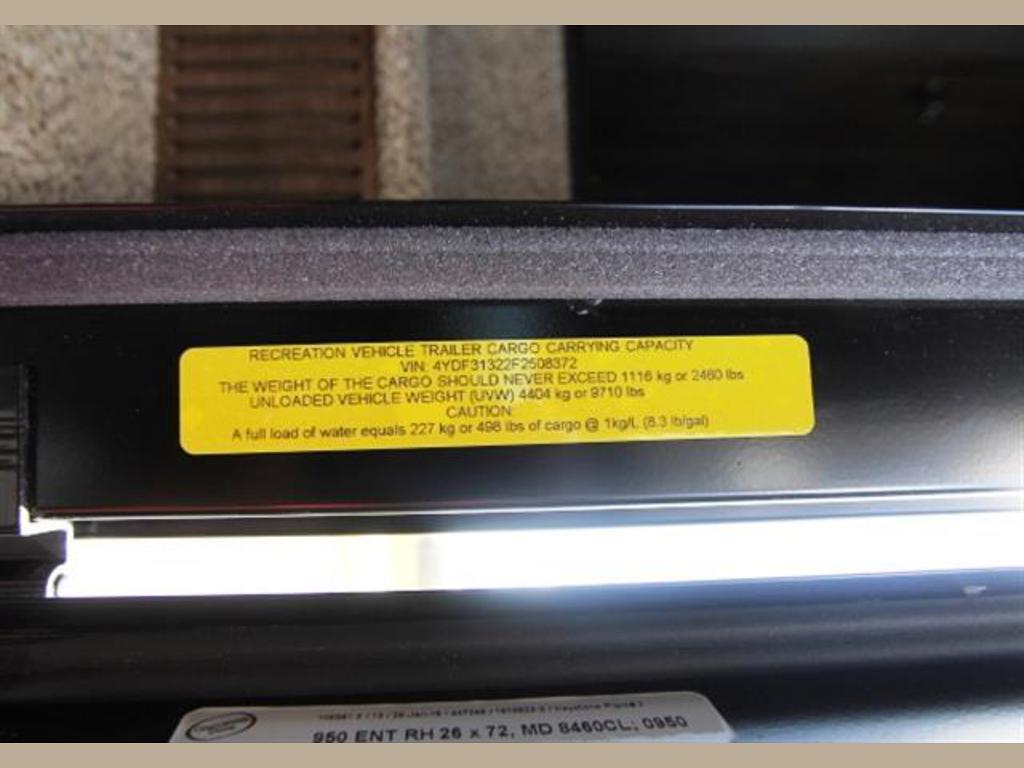 RECREATION VEHICLE TRAILER CARGO CARRYING CAPACITY
VIN: 4YDF31322F2508372
THE WEIGHT OF THE CARGO SHOULD NEVER EXCEED 1116 kg or 2460 lbs
UNLOADED VEHICLE WEIGHT (UVW) 4404 kg or 9710 lbs
CAUTION:
A full load of water equals 227 kg or 498 lbs of cargo @ 1kg/L (8.3 lb/gal)
950 ENT RH 26 x 72, MD 8460CL; 0950